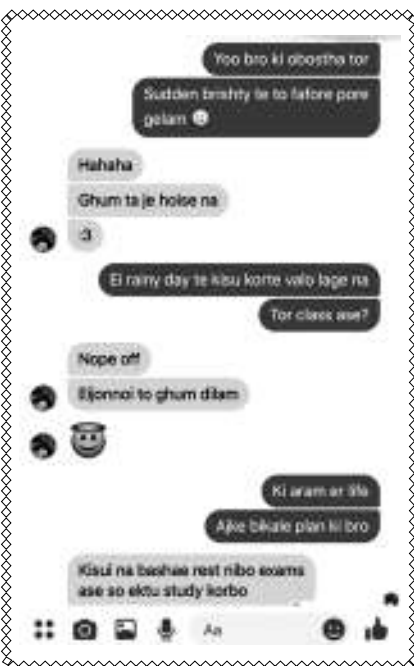 Yoo bro ki obostha tor
Sudden brishty te to fafore pore
gelam
Hahaha
Ghum ta je hoise na
:3
Ei rainy day te kisu korte valo lage na
Tor class ase?
Nope off
Eijonnoi to ghum dilam
Ki aram er life
Ajke bikale plan ki bro
Kisui na bashae rest nibo exams
ase so ektu study korbo
Aa